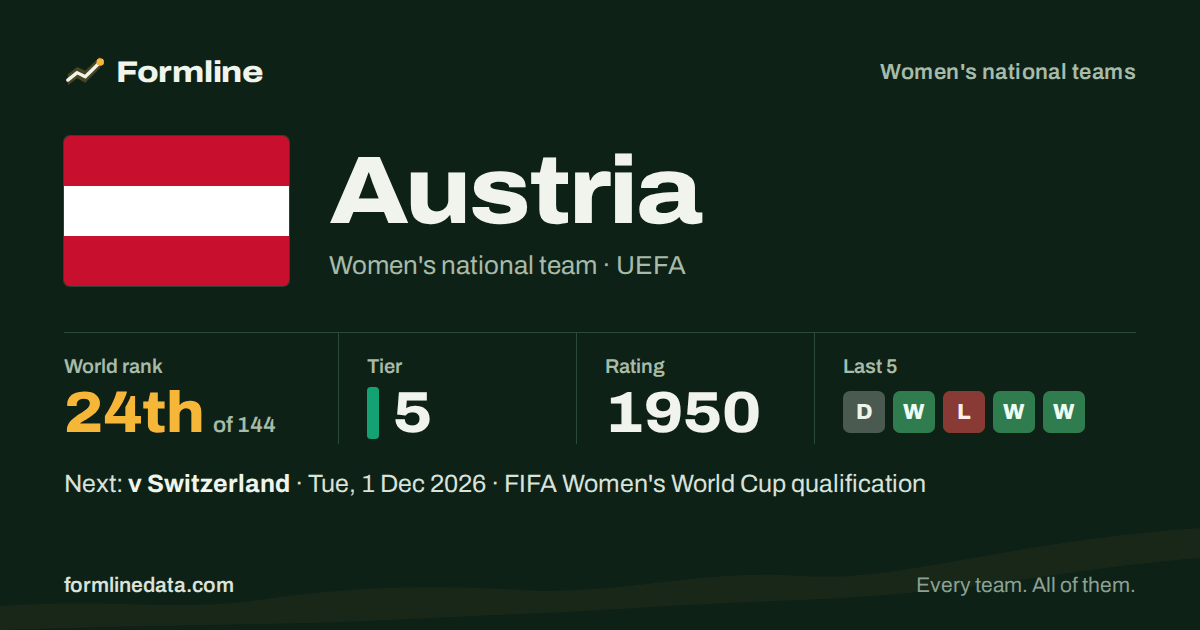 Formline
Women's national teams
Austria
Women's national team · UEFA
World rank
24th of 144
Tier
5
Rating
1950
Last 5
D W L W W
Next: v Switzerland · Tue, 1 Dec 2026 · FIFA Women's World Cup qualification
formlinedata.com
Every team. All of them.